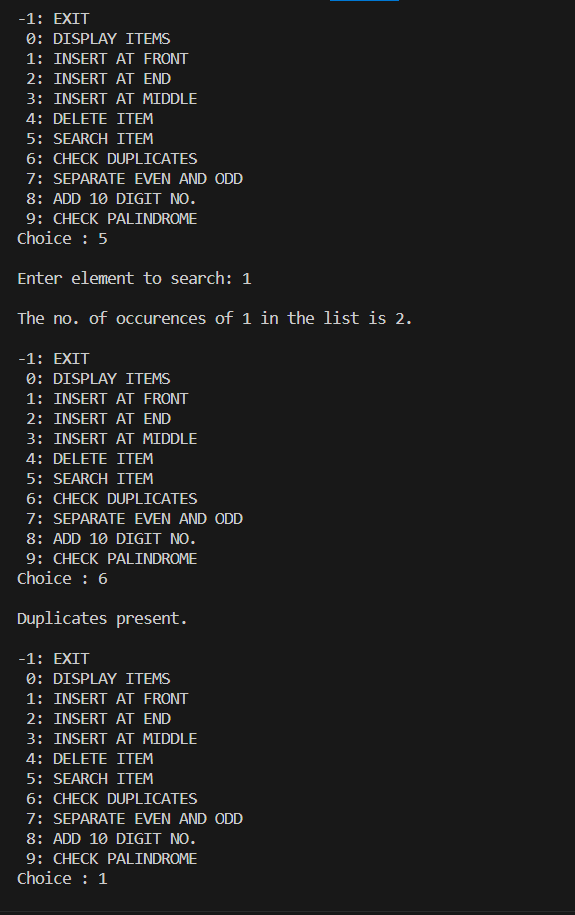 -1: EXIT
0: DISPLAY ITEMS
1: INSERT AT FRONT
2: INSERT AT END
3: INSERT AT MIDDLE
4: DELETE ITEM
5: SEARCH ITEM
6: CHECK DUPLICATES
7: SEPARATE EVEN AND ODD
8: ADD 10 DIGIT NO.
9: CHECK PALINDROME
Choice : 5
Enter element to search: 1
The no. of occurences of 1 in the list is 2.
-1: EXIT
0: DISPLAY ITEMS
1: INSERT AT FRONT
2: INSERT AT END
3: INSERT AT MIDDLE
4: DELETE ITEM
5: SEARCH ITEM
6: CHECK DUPLICATES
7: SEPARATE EVEN AND ODD
8: ADD 10 DIGIT NO.
9: CHECK PALINDROME
Choice : 6
Duplicates present.
-1: EXIT
0: DISPLAY ITEMS
1: INSERT AT FRONT
2: INSERT AT END
3: INSERT AT MIDDLE
4: DELETE ITEM
5: SEARCH ITEM
6: CHECK DUPLICATES
7: SEPARATE EVEN AND ODD
8: ADD 10 DIGIT NO.
9: CHECK PALINDROME
Choice : 1